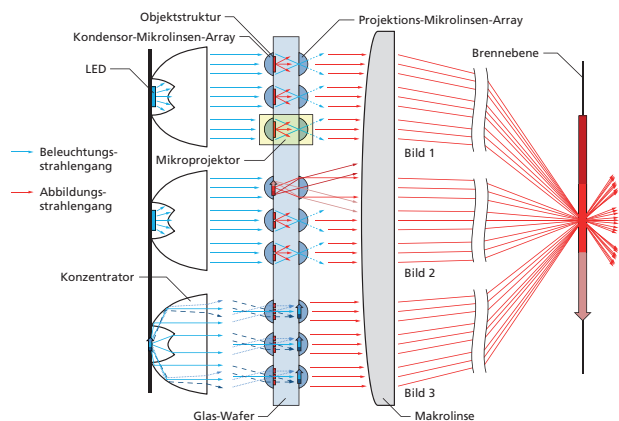 Objektstruktur
Projektions-Mikrolinsen-Array
Kondensor-Mikrolinsen-Array
LED
Brennebene
Beleuchtungs-
strahlengang
Abbildungs-
strahlengang
Mikroprojektor
Bild 1
Bild 2
Konzentrator
Bild 3
Glas-Wafer
Makrolinse